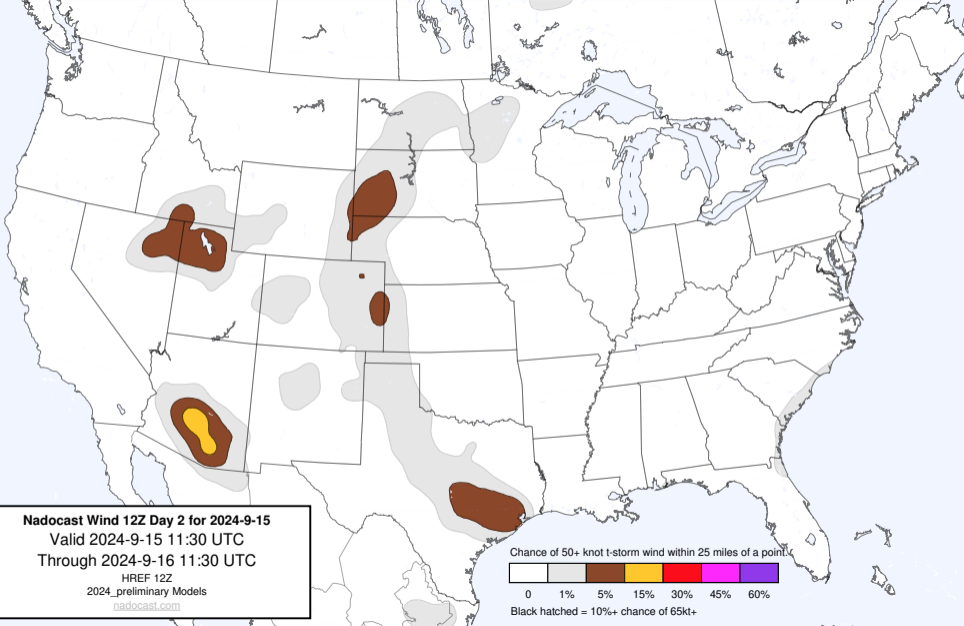 Nadocast Wind 12Z Day 2 for 2024-9-15
Valid 2024-9-15 11:30 UTC
Through 2024-9-16 11:30 UTC
HREF 12Z
2024_preliminary Models
nadocast.com
Chance of 50+ knot t-storm wind within 25 miles of a point.
0 1% 5% 15% 30% 45% 60%
Black hatched = 10%+ chance of 65kt+